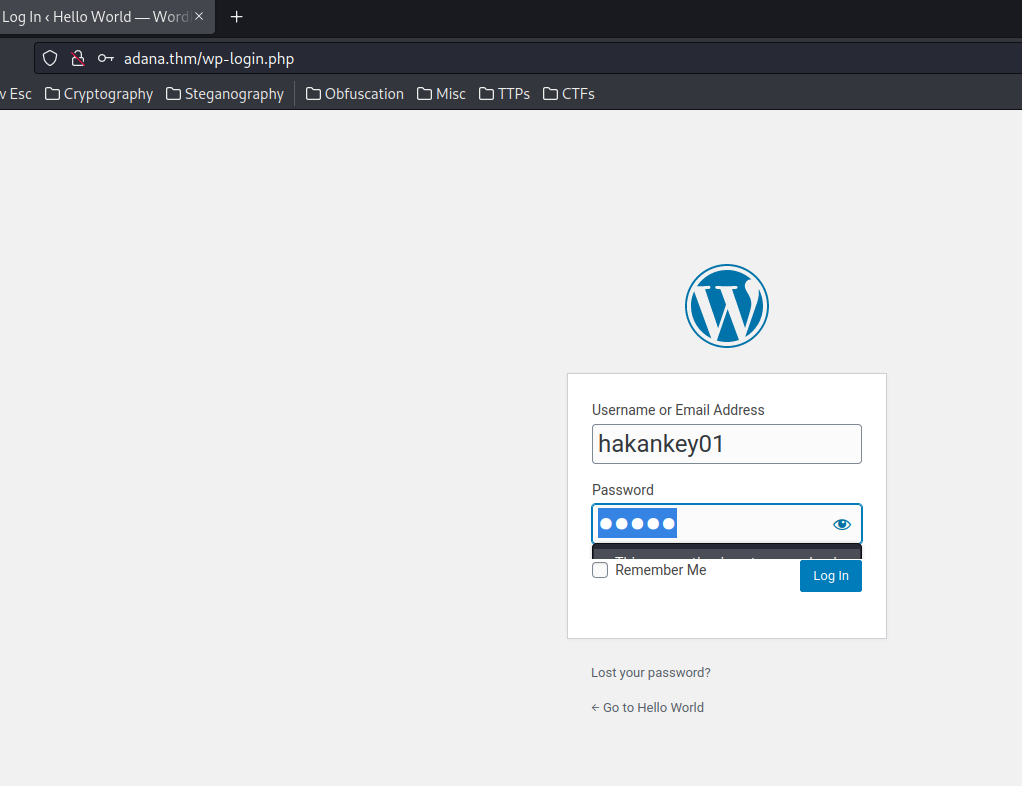 Log In ‹ Hello World — Word
adana.thm/wp-login.php
v Esc Cryptography Steganography Obfuscation Misc TTPs CTFs
Username or Email Address
hakankey01
Password
Remember Me
Log In
Lost your password?
← Go to Hello World